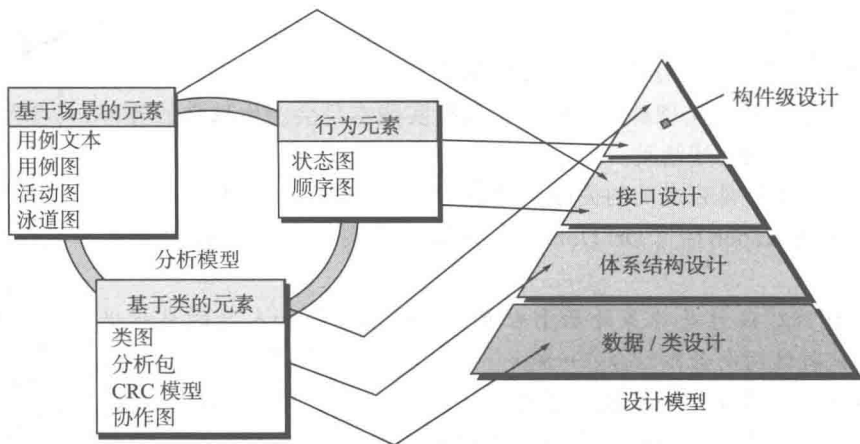 基于场景的元素
用例文本
用例图
活动图
泳道图
行为元素
状态图
顺序图
分析模型
基于类的元素
类图
分析包
CRC 模型
协作图
构件级设计
接口设计
体系结构设计
数据 / 类设计
设计模型